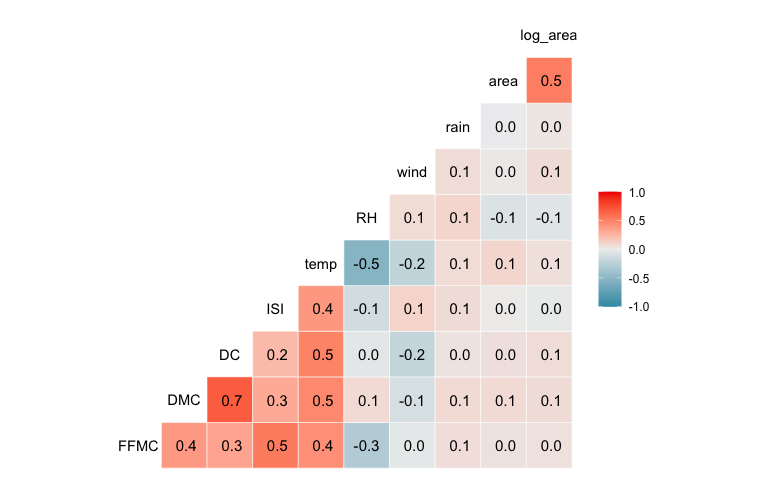 log_area
area 0.5
rain 0.0 0.0
wind 0.1 0.0 0.1
RH 0.1 0.1 -0.1 -0.1
temp -0.5 -0.2 0.1 0.1 0.1
ISI 0.4 -0.1 0.1 0.1 0.0 0.0
DC 0.2 0.5 0.0 -0.2 0.0 0.0 0.1
DMC 0.7 0.3 0.5 0.1 -0.1 0.1 0.1 0.1
FFMC 0.4 0.3 0.5 0.4 -0.3 0.0 0.1 0.0 0.0
1.0
0.5
0.0
-0.5
-1.0